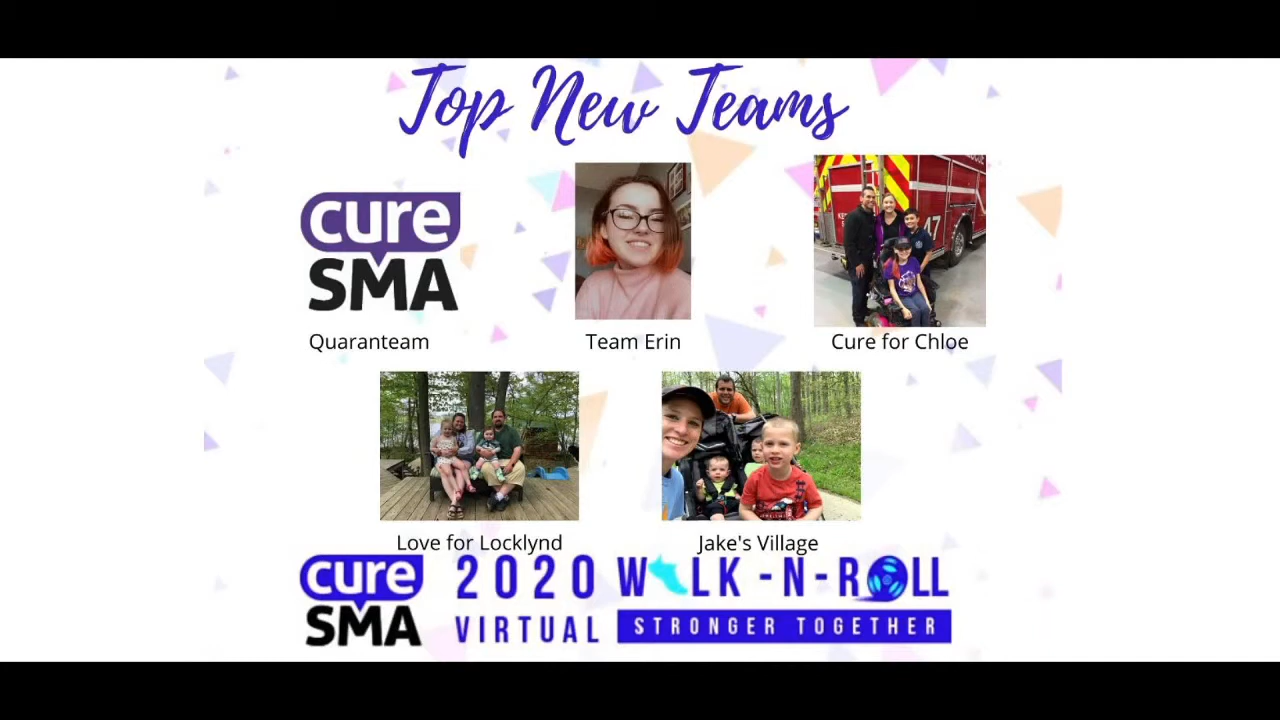 Top New Teams
cure
SMA
47
Quaranteam
Team Erin
Cure for Chloe
Love for Locklynd
Jake's Village
cure
SMA
2020 WALK-N-ROLL
VIRTUAL STRONGER TOGETHER